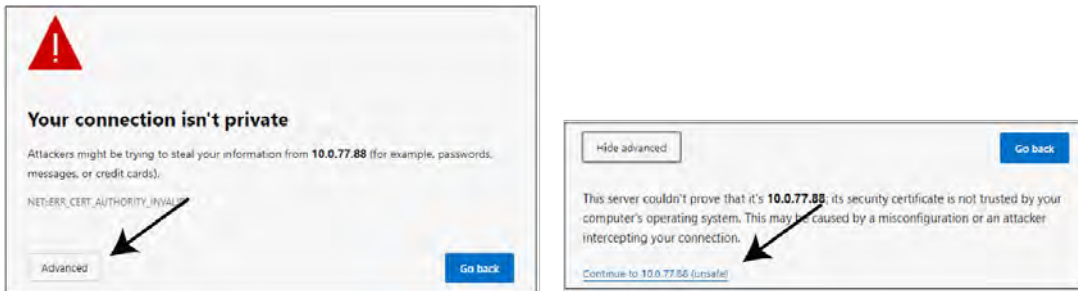 Your connection isn't private
Attackers might be trying to steal your information from 10.0.77.88 (for example, passwords,
messages, or credit cards).
NET::ERR_CERT_AUTHORITY_INVALID
Advanced
Go back
Hide advanced
Go back
This server couldn't prove that it's 10.0.77.88; its security certificate is not trusted by your
computer's operating system. This may be caused by a misconfiguration or an attacker
intercepting your connection.
Continue to 10.0.77.88 (unsafe)